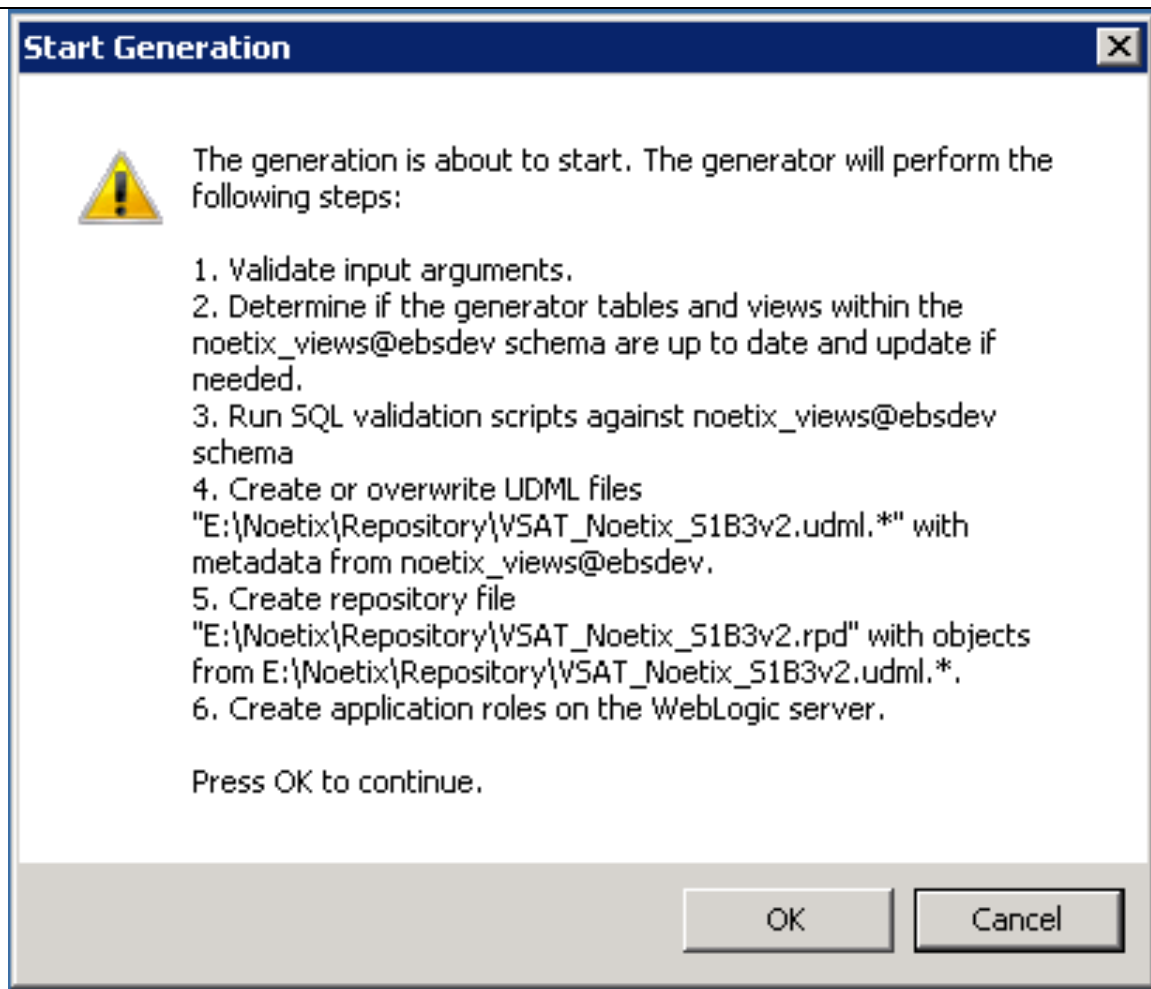 Start Generation
The generation is about to start. The generator will perform the
following steps:
1. Validate input arguments.
2. Determine if the generator tables and views within the
noetix_views@ebsdev schema are up to date and update if
needed.
3. Run SQL validation scripts against noetix_views@ebsdev
schema
4. Create or overwrite UDML files
"E:\Noetix\Repository\VSAT_Noetix_S1B3v2.udml.*" with
metadata from noetix_views@ebsdev.
5. Create repository file
"E:\Noetix\Repository\VSAT_Noetix_S1B3v2.rpd" with objects
from E:\Noetix\Repository\VSAT_Noetix_S1B3v2.udml.*.
6. Create application roles on the WebLogic server.
Press OK to continue.
OK
Cancel